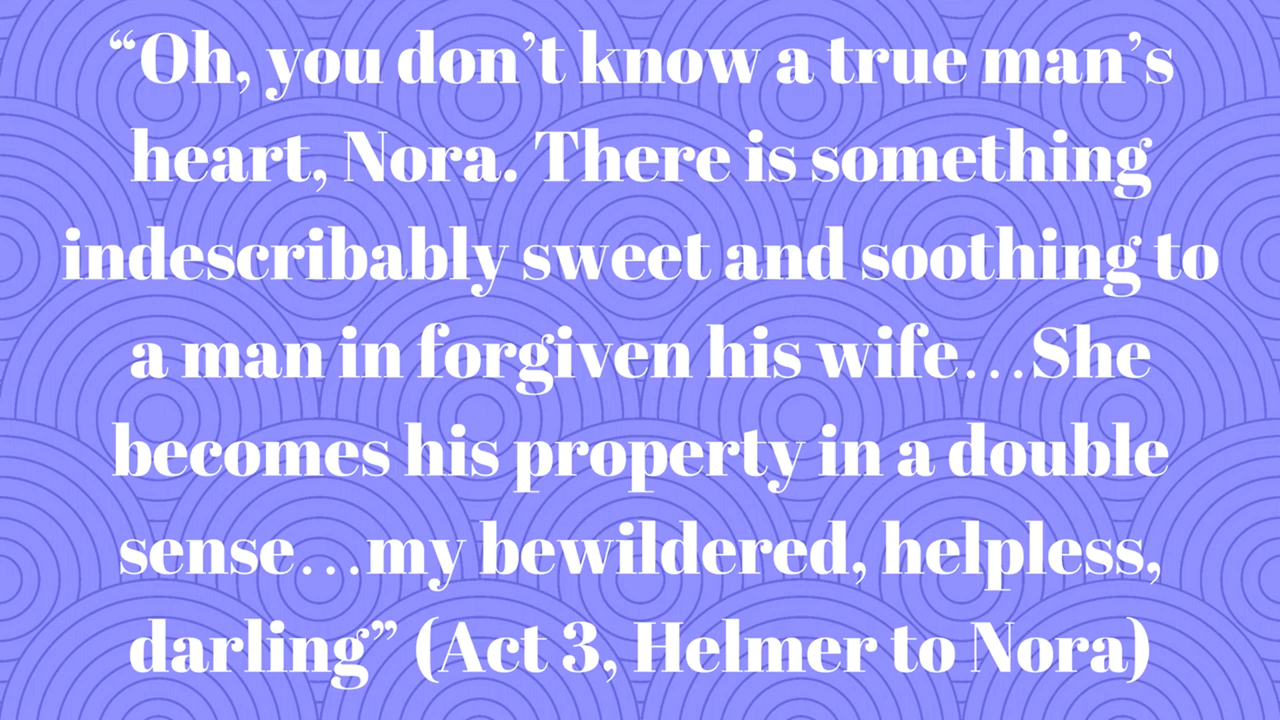 “Oh, you don’t know a true man’s
heart, Nora. There is something
indescribably sweet and soothing to
a man in forgiven his wife…She
becomes his property in a double
sense…my bewildered, helpless,
darling” (Act 3, Helmer to Nora)